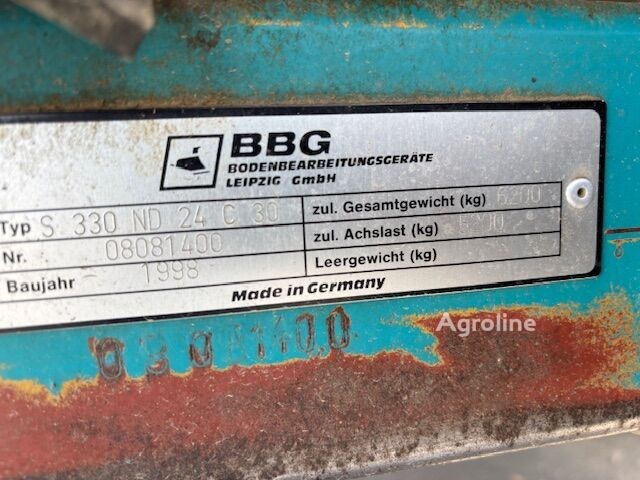 BBG
BODENBEARBEITUNGSGERÄTE
LEIPZIG GmbH
Typ S 330 ND 24 C 30
Nr. 08081400
Baujahr 1998
zul. Gesamtgewicht (kg) 6200
zul. Achslast (kg)
Leergewicht (kg)
Made in Germany
Agroline